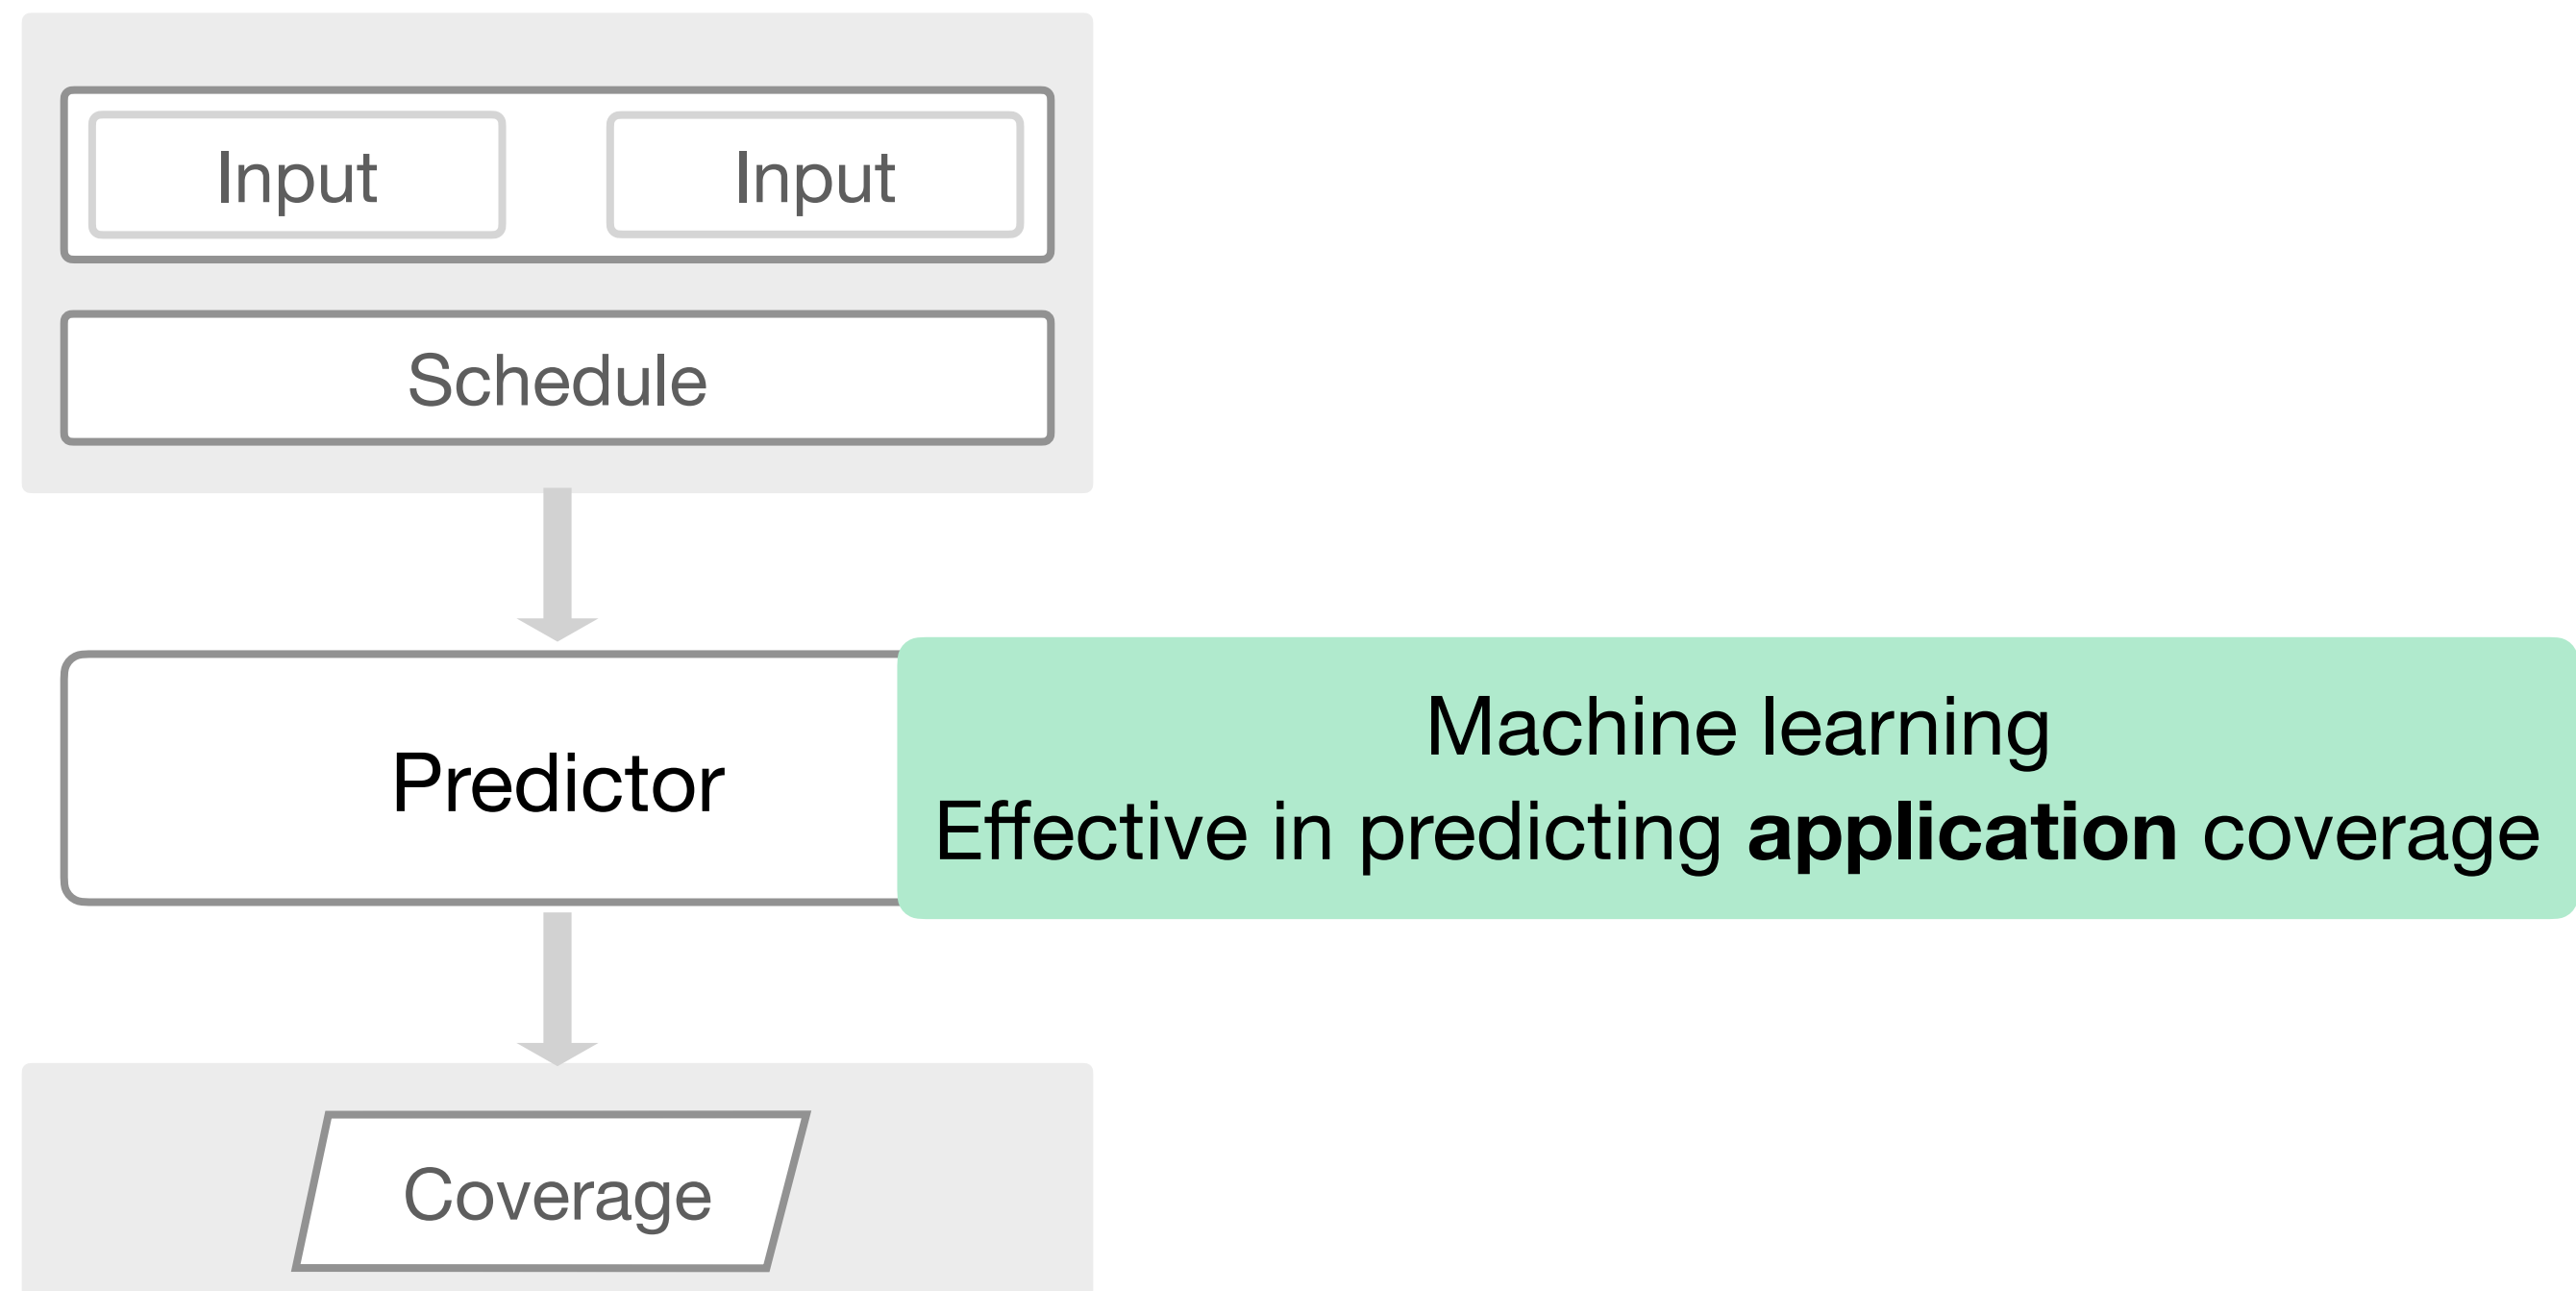 Input
Input
Schedule
Predictor
Machine learning
Effective in predicting application coverage
Coverage